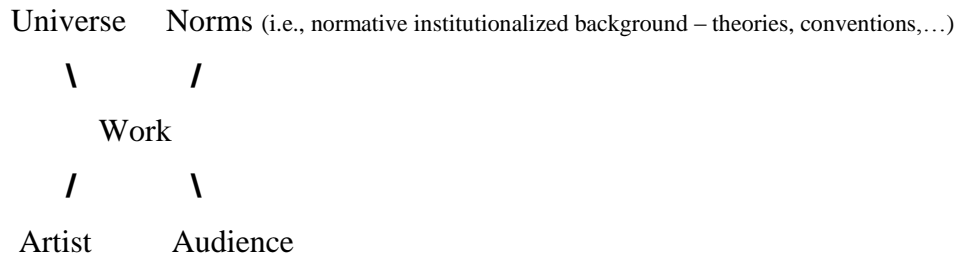 Universe Norms (i.e., normative institutionalized background – theories, conventions,…)
\ /
Work
/ \
Artist Audience